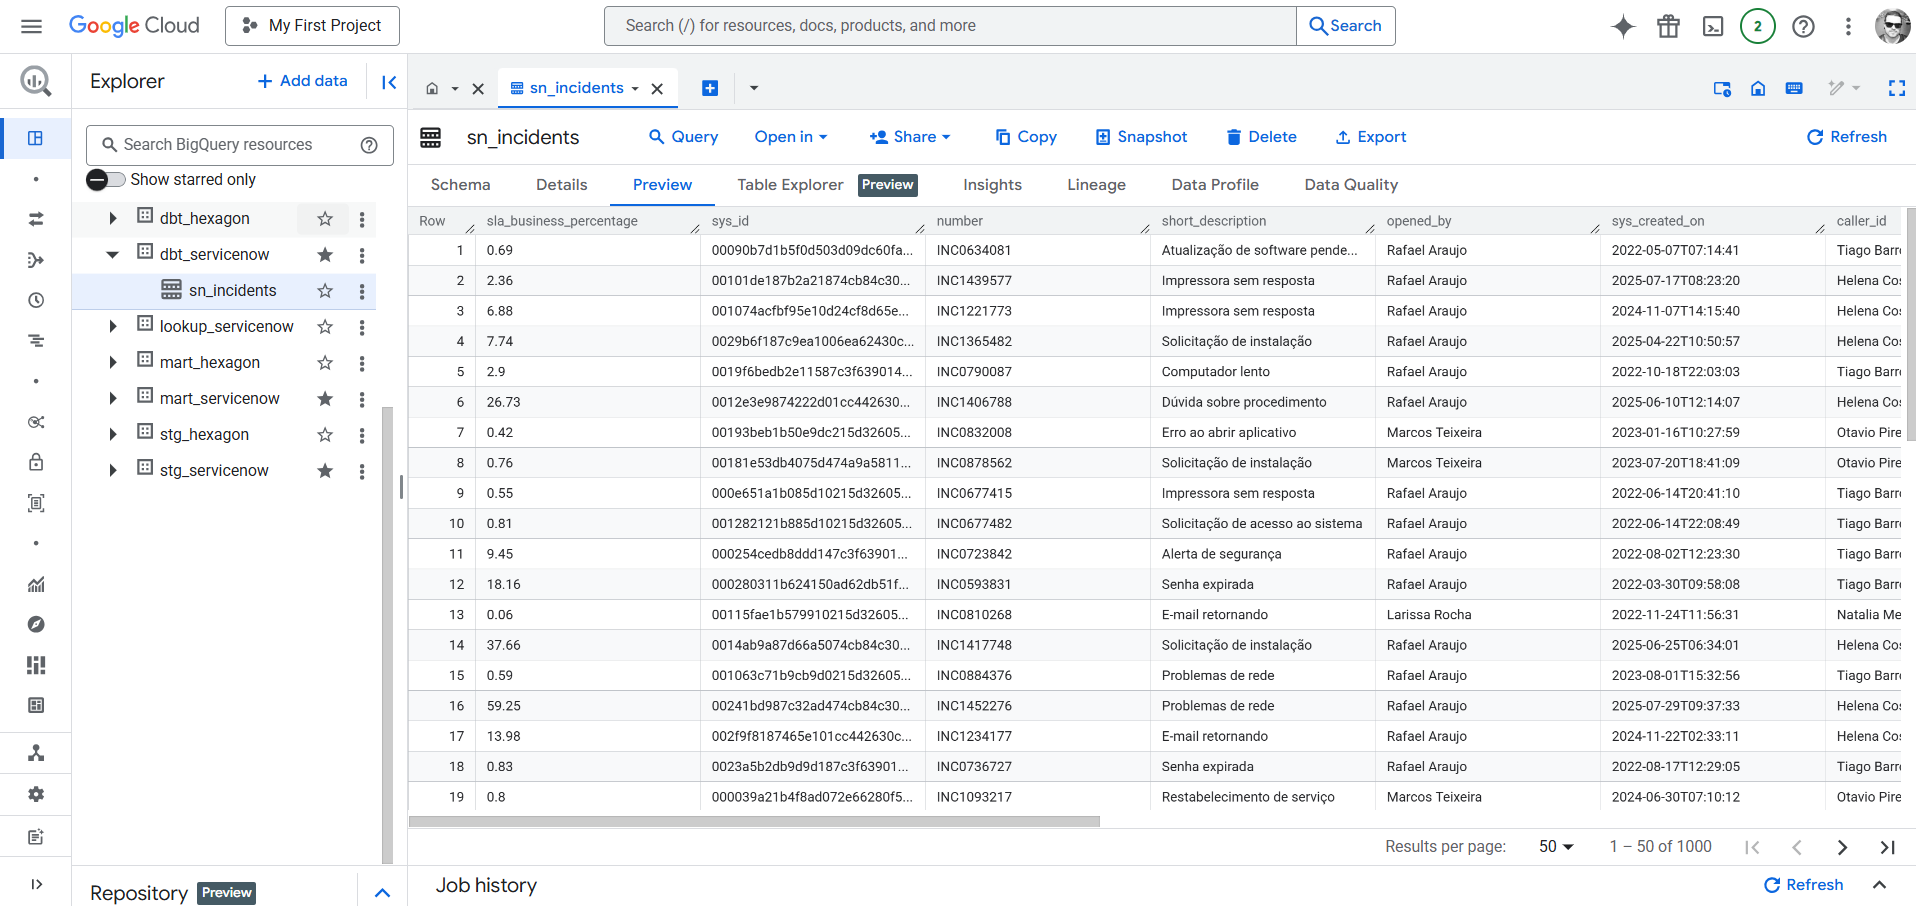 Google Cloud
My First Project
Search (/) for resources, docs, products, and more
Search
2
Explorer
Add data
sn_incidents
sn_incidents
Query
Open in
Share
Copy
Snapshot
Delete
Export
Refresh
Search BigQuery resources
Show starred only
dbt_hexagon
dbt_servicenow
sn_incidents
lookup_servicenow
mart_hexagon
mart_servicenow
stg_hexagon
stg_servicenow
Schema Details Preview Table Explorer Preview Insights Lineage Data Profile Data Quality
Row sla_business_percentage sys_id number short_description opened_by sys_created_on caller_id
1 0.69 00090b7d1b5f0d503d09dc60fa... INC0634081 Atualização de software pende... Rafael Araujo 2022-05-07T07:14:41 Tiago Barr
2 2.36 00101de187b2a21874cb84c30... INC1439577 Impressora sem resposta Rafael Araujo 2025-07-17T08:23:20 Helena Cos
3 6.88 001074acfbf95e10d24cf8d65e... INC1221773 Impressora sem resposta Rafael Araujo 2024-11-07T14:15:40 Helena Cos
4 7.74 0029b6f187c9ea1006ea62430c... INC1365482 Solicitação de instalação Rafael Araujo 2025-04-22T10:50:57 Helena Cos
5 2.9 0019f6bedb2e11587c3f639014... INC0790087 Computador lento Rafael Araujo 2022-10-18T22:03:03 Tiago Barr
6 26.73 0012e3e9874222d01cc442630... INC1406788 Dúvida sobre procedimento Rafael Araujo 2025-06-10T12:14:07 Helena Cos
7 0.42 00193beb1b50e9dc215d32605... INC0832008 Erro ao abrir aplicativo Marcos Teixeira 2023-01-16T10:27:59 Otavio Pire
8 0.76 00181e53db4075d474a9a5811... INC0878562 Solicitação de instalação Marcos Teixeira 2023-07-20T18:41:09 Otavio Pire
9 0.55 000e651a1b085d10215d32605... INC0677415 Impressora sem resposta Rafael Araujo 2022-06-14T20:41:10 Tiago Barr
10 0.81 001282121b885d10215d32605... INC0677482 Solicitação de acesso ao sistema Rafael Araujo 2022-06-14T22:08:49 Tiago Barr
11 9.45 000254cedb8ddd147c3f63901... INC0723842 Alerta de segurança Rafael Araujo 2022-08-02T12:23:30 Tiago Barr
12 18.16 000280311b624150ad62db51f... INC0593831 Senha expirada Rafael Araujo 2022-03-30T09:58:08 Tiago Barr
13 0.06 00115fae1b579910215d32605... INC0810268 E-mail retornando Larissa Rocha 2022-11-24T11:56:31 Natalia Me
14 37.66 0014ab9a87d66a5074cb84c30... INC1417748 Solicitação de instalação Rafael Araujo 2025-06-25T06:34:01 Helena Cos
15 0.59 001063c71b9cb9d0215d32605... INC0884376 Problemas de rede Rafael Araujo 2023-08-01T15:32:56 Tiago Barr
16 59.25 00241bd987c32ad474cb84c30... INC1452276 Problemas de rede Rafael Araujo 2025-07-29T09:37:33 Helena Cos
17 13.98 002f9f8187465e101cc442630c... INC1234177 E-mail retornando Rafael Araujo 2024-11-22T02:33:11 Helena Cos
18 0.83 0023a5b2db9d9d187c3f63901... INC0736727 Senha expirada Rafael Araujo 2022-08-17T12:29:05 Tiago Barr
19 0.8 000039a21b4f8ad072e66280f5... INC1093217 Restabelecimento de serviço Marcos Teixeira 2024-06-30T07:10:12 Otavio Pire
Results per page: 50 1 – 50 of 1000
Repository Preview
Job history
Refresh